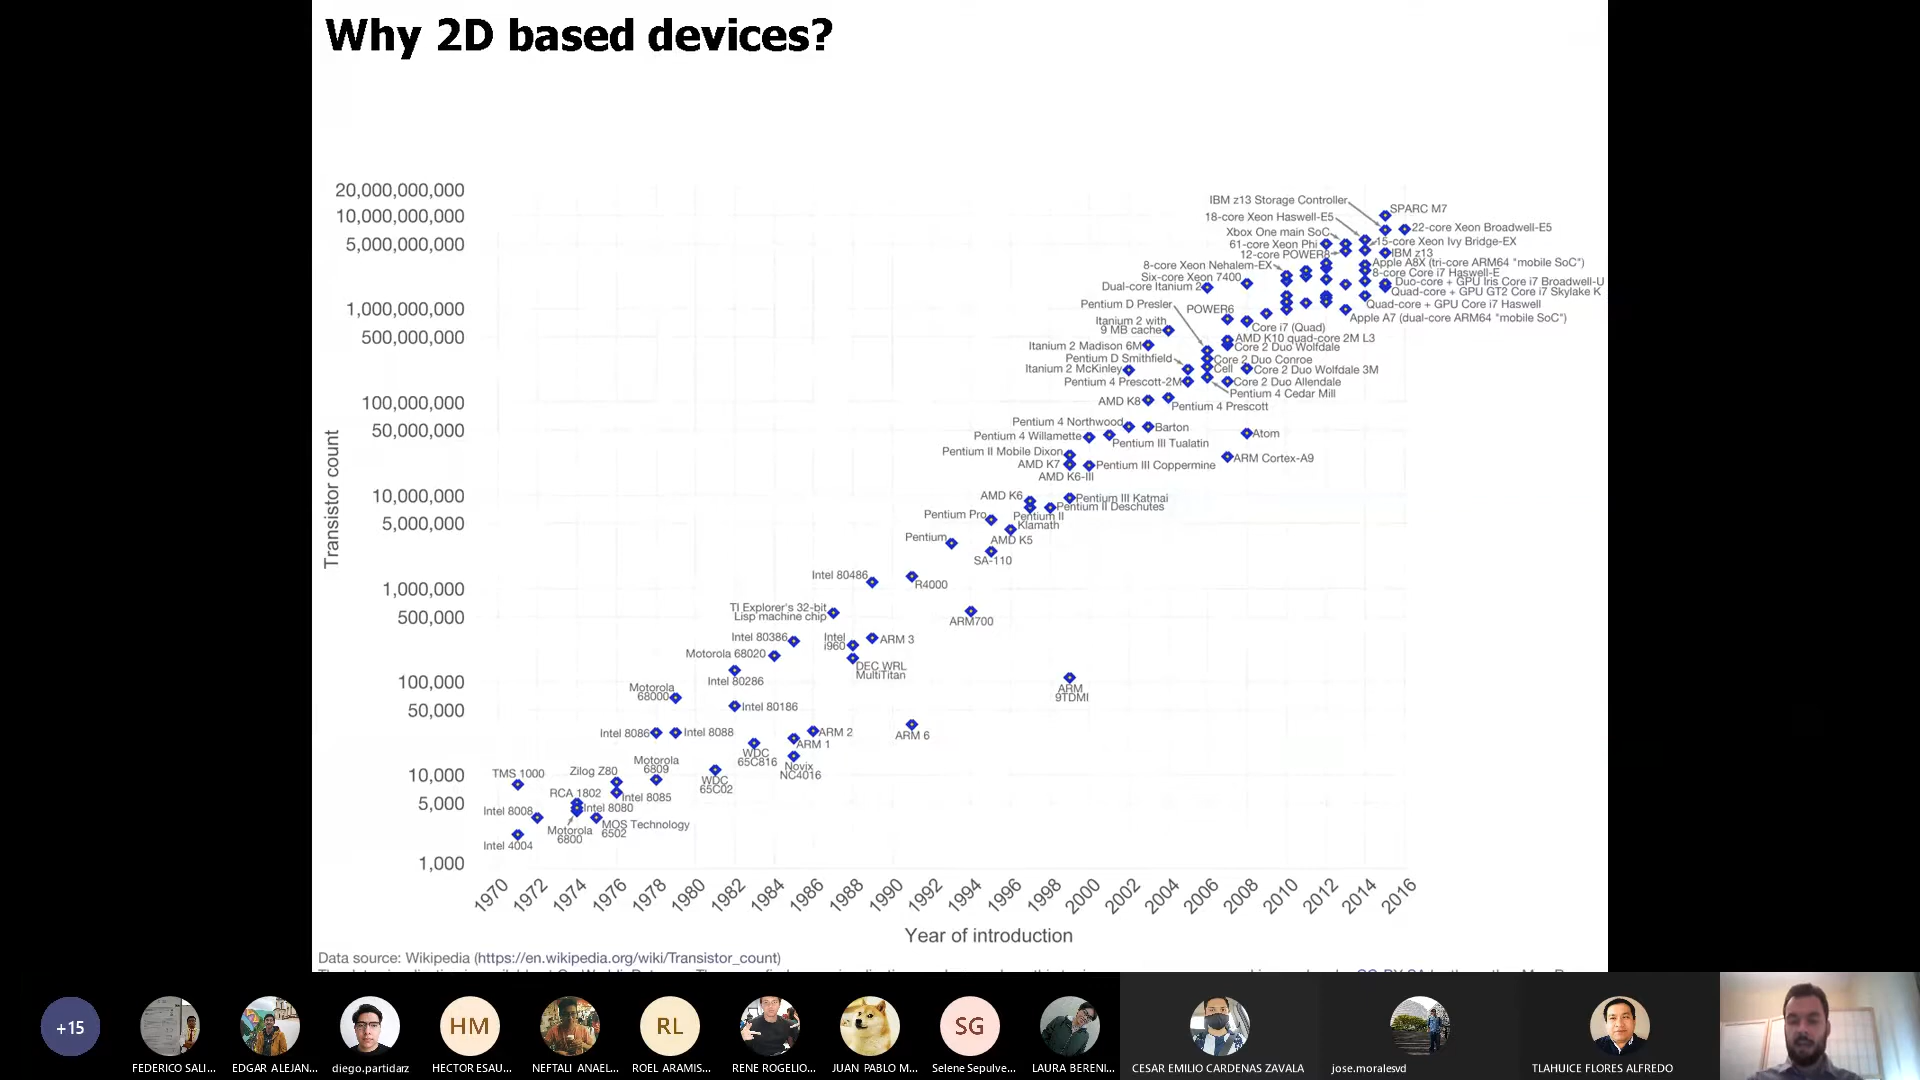 Why 2D based devices?
20,000,000,000
10,000,000,000
5,000,000,000
1,000,000,000
500,000,000
100,000,000
50,000,000
10,000,000
5,000,000
1,000,000
500,000
100,000
50,000
10,000
5,000
1,000
Transistor count
IBM z13 Storage Controller
SPARC M7
18-core Xeon Haswell-E5
22-core Xeon Broadwell-E5
Xbox One main SoC
15-core Xeon Ivy Bridge-EX
61-core Xeon Phi
12-core POWER8
IBM z13
Apple A8X (tri-core ARM64 "mobile SoC")
8-core Xeon Nehalem-EX
8-core Core i7 Haswell-E
Six-core Xeon 7400
Duo-core + GPU Iris Core i7 Broadwell-U
Dual-core Itanium 2
Quad-core + GPU GT2 Core i7 Skylake K
Pentium D Presler
POWER6
Quad-core + GPU Core i7 Haswell
Apple A7 (dual-core ARM64 "mobile SoC")
Itanium 2 with
9 MB cache
Core i7 (Quad)
AMD K10 quad-core 2M L3
Itanium 2 Madison 6M
Core 2 Duo Wolfdale
Pentium D Smithfield
Core 2 Duo Conroe
Itanium 2 McKinley
Cell
Core 2 Duo Wolfdale 3M
Pentium 4 Prescott-2M
Core 2 Duo Allendale
Pentium 4 Cedar Mill
AMD K8
Pentium 4 Prescott
Pentium 4 Northwood
Barton
Atom
Pentium 4 Willamette
Pentium III Tualatin
Pentium II Mobile Dixon
ARM Cortex-A9
AMD K7
Pentium III Coppermine
AMD K6-III
AMD K6
Pentium III Katmai
Pentium II Deschutes
Pentium Pro
Pentium II
Klamath
Pentium
AMD K5
SA-110
Intel 80486
R4000
TI Explorer's 32-bit
Lisp machine chip
ARM700
Intel 80386
Intel
i960
ARM 3
Motorola 68020
DEC WRL
MultiTitan
Intel 80286
ARM
9TDMI
Motorola
68000
Intel 80186
Intel 8086
Intel 8088
ARM 2
ARM 1
ARM 6
WDC
65C816
Motorola
6809
Novix
NC4016
TMS 1000
Zilog Z80
WDC
65C02
RCA 1802
Intel 8085
Intel 8008
Intel 8080
Motorola
6800
MOS Technology
6502
Intel 4004
1970 1972 1974 1976 1978 1980 1982 1984 1986 1988 1990 1992 1994 1996 1998 2000 2002 2004 2006 2008 2010 2012 2014 2016
Year of introduction
Data source: Wikipedia (https://en.wikipedia.org/wiki/Transistor_count)
+15
HM
RL
SG
FEDERICO SALI...
EDGAR ALEJAN...
diego.partidarz
HECTOR ESAU...
NEFTALI ANAEL...
ROEL ARAMIS...
RENE ROGELIO...
JUAN PABLO M...
Selene Sepulve...
LAURA BERENI...
CESAR EMILIO CARDENAS ZAVALA
jose.moralesvd
TLAHUICE FLORES ALFREDO